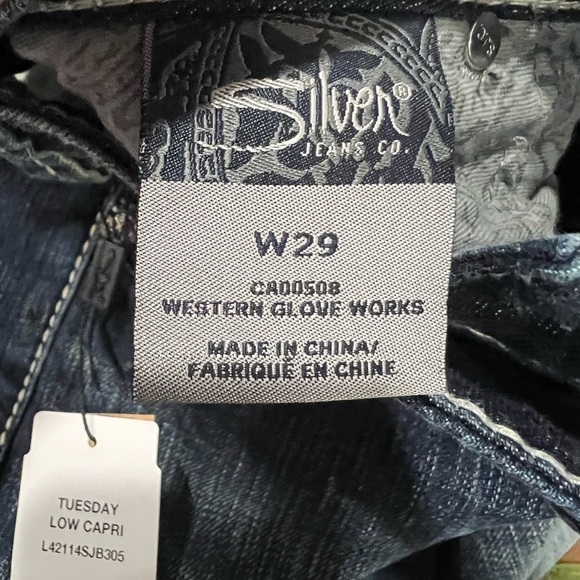 Silver®
JEANS CO.
W29
CA00508
WESTERN GLOVE WORKS
MADE IN CHINA/
FABRIQUÉ EN CHINE
TUESDAY
LOW CAPRI
L42114SJB305